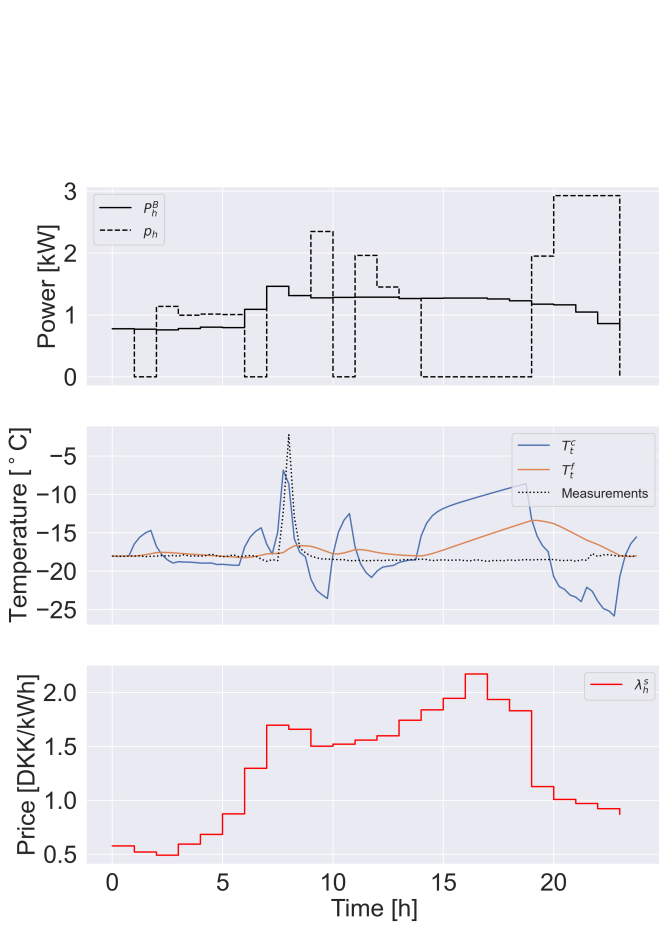 3
2
1
0
Power [kW]
P_h^B
p_h
−5
−10
−15
−20
−25
Temperature [°C]
T_t^c
T_t^f
Measurements
2.0
1.5
1.0
0.5
Price [DKK/kWh]
λ_h^s
0 5 10 15 20
Time [h]